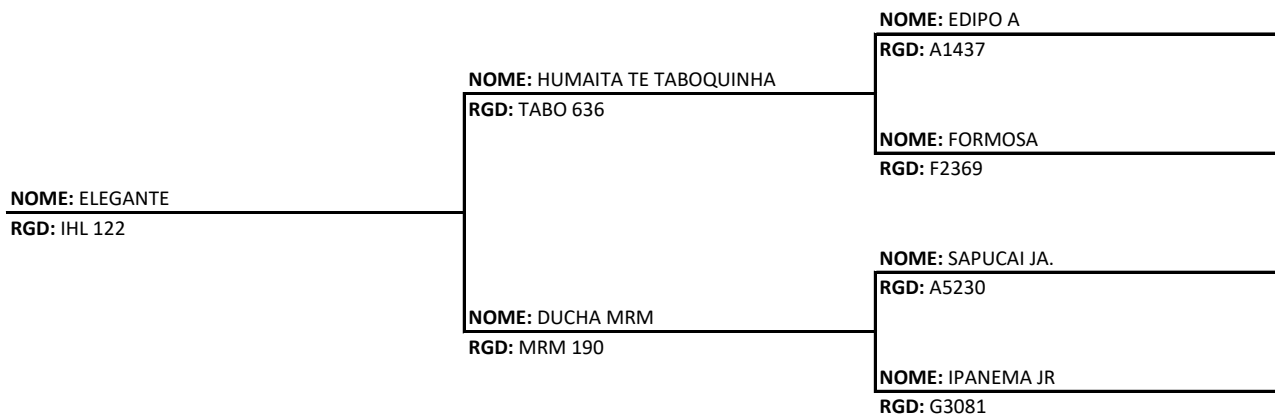 NOME: EDIPO A
RGD: A1437
NOME: HUMAITA TE TABOQUINHA
RGD: TABO 636
NOME: FORMOSA
RGD: F2369
NOME: ELEGANTE
RGD: IHL 122
NOME: SAPUCAI JA.
RGD: A5230
NOME: DUCHA MRM
RGD: MRM 190
NOME: IPANEMA JR
RGD: G3081